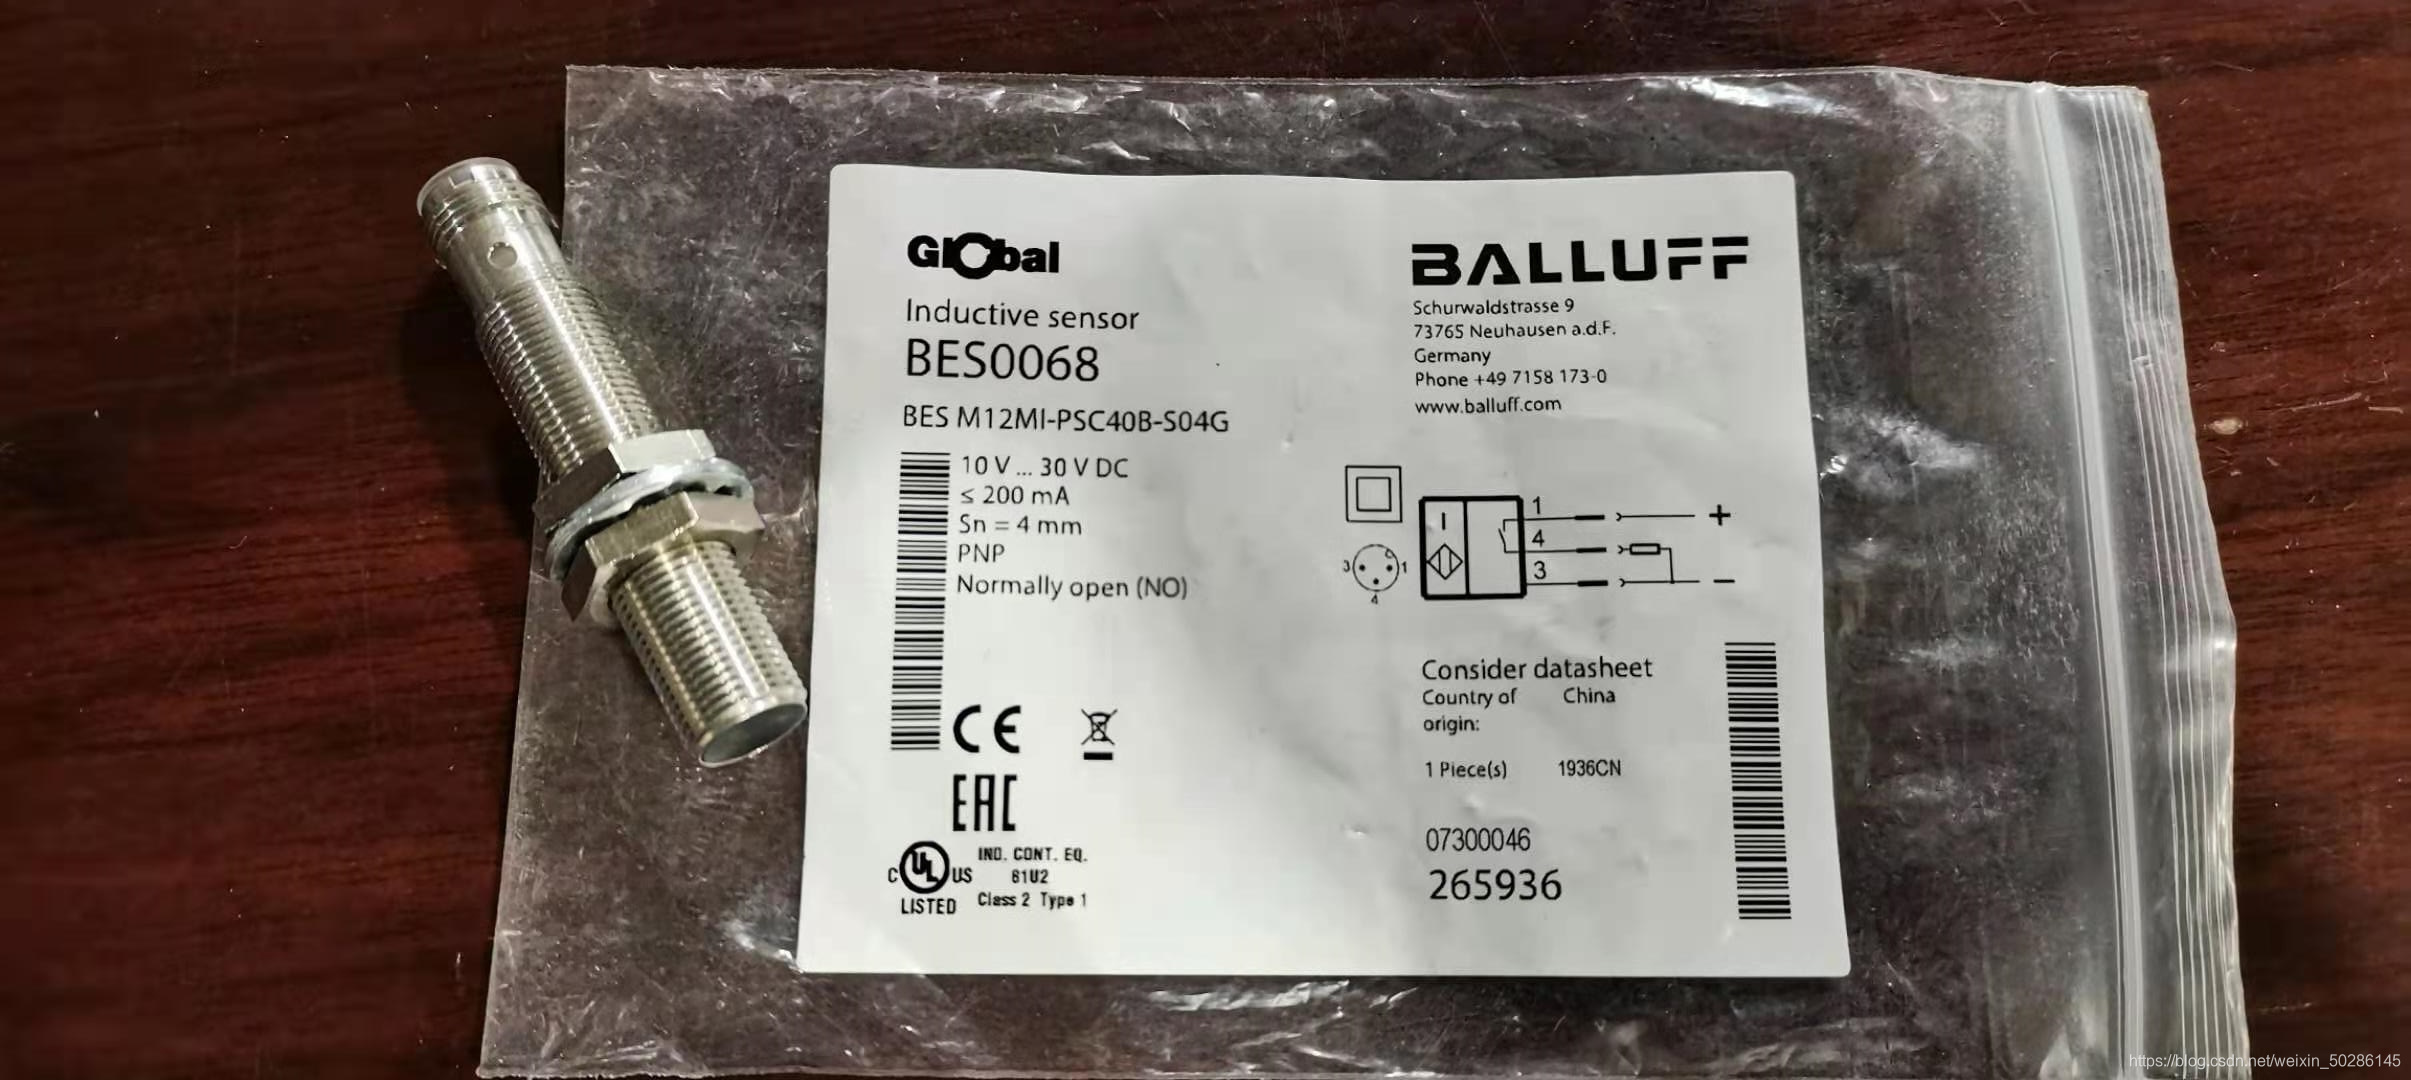 Global
Inductive sensor
BES0068
BES M12MI-PSC40B-S04G
10 V ... 30 V DC
≤ 200 mA
Sn = 4 mm
PNP
Normally open (NO)
CE
EAC
C UL US
LISTED
IND. CONT. EQ.
61U2
Class 2 Type 1
BALLUFF
Schurwaldstrasse 9
73765 Neuhausen a.d.F.
Germany
Phone +49 7158 173-0
www.balluff.com
3 1
4
I
1 +
4
3 −
Consider datasheet
Country of China
origin:
1 Piece(s) 1936CN
07300046
265936
https://blog.csdn.net/weixin_50286145